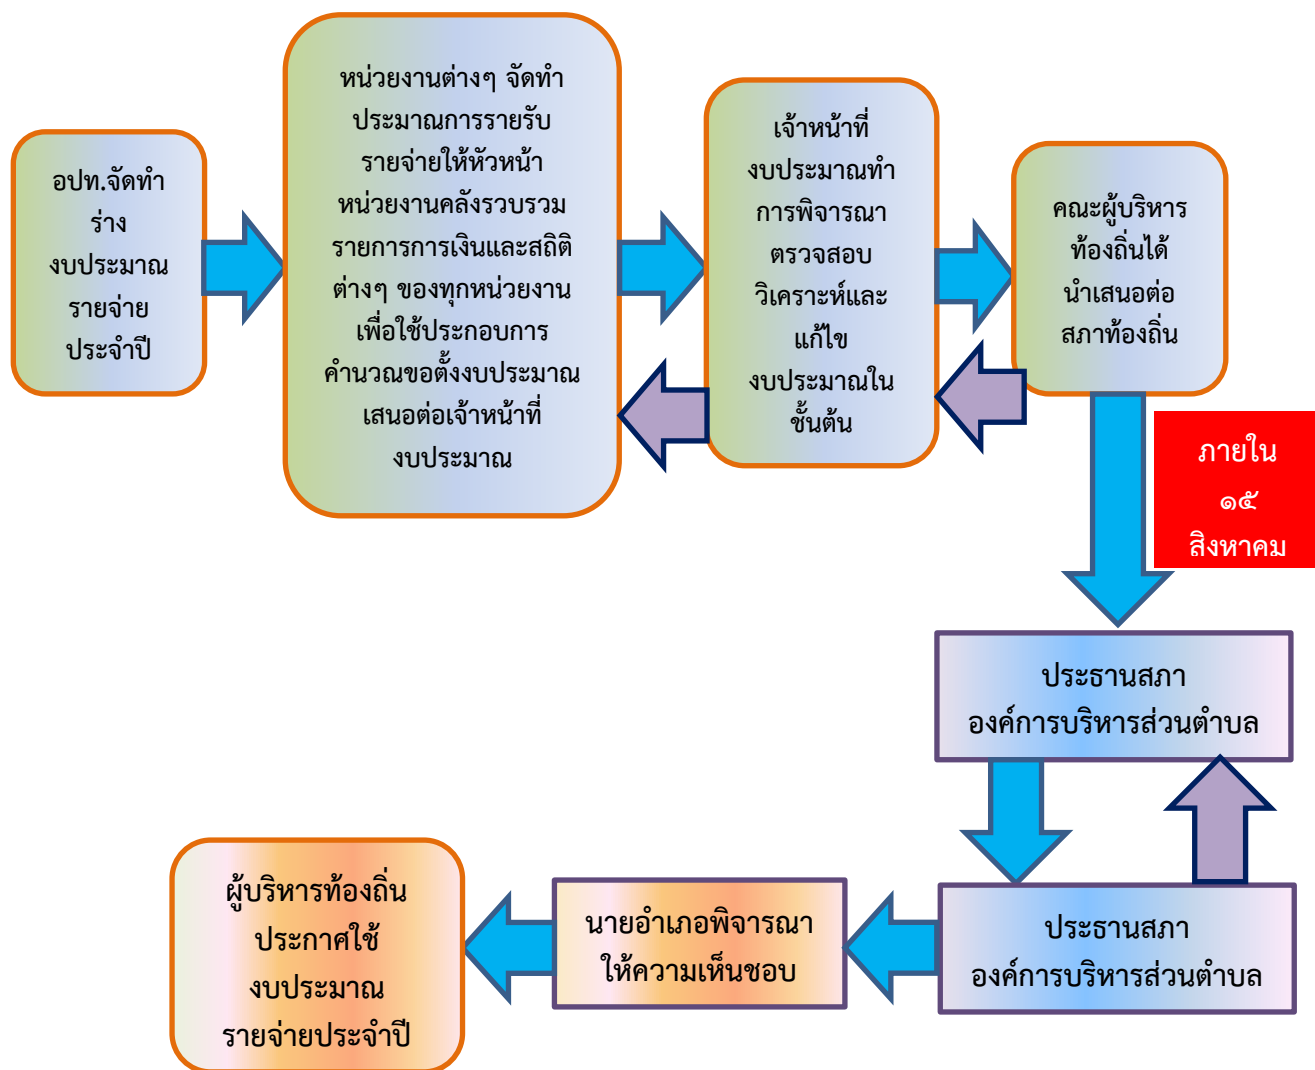 อปท.จัดทำ
ร่าง
งบประมาณ
รายจ่าย
ประจำปี
หน่วยงานต่างๆ จัดทำ
ประมาณการรายรับ
รายจ่ายให้หัวหน้า
หน่วยงานคลังรวบรวม
รายการการเงินและสถิติ
ต่างๆ ของทุกหน่วยงาน
เพื่อใช้ประกอบการ
คำนวณขอตั้งงบประมาณ
เสนอต่อเจ้าหน้าที่
งบประมาณ
เจ้าหน้าที่
งบประมาณทำ
การพิจารณา
ตรวจสอบ
วิเคราะห์และ
แก้ไข
งบประมาณใน
ชั้นต้น
คณะผู้บริหาร
ท้องถิ่นได้
นำเสนอต่อ
สภาท้องถิ่น
ภายใน
๑๕
สิงหาคม
ประธานสภา
องค์การบริหารส่วนตำบล
ประธานสภา
องค์การบริหารส่วนตำบล
นายอำเภอพิจารณา
ให้ความเห็นชอบ
ผู้บริหารท้องถิ่น
ประกาศใช้
งบประมาณ
รายจ่ายประจำปี